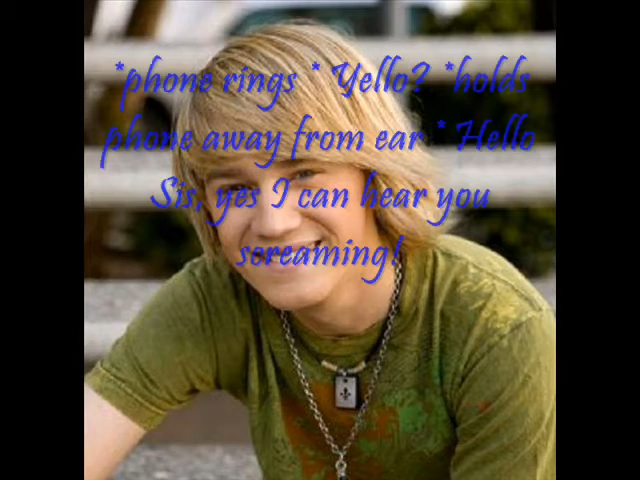 *phone rings * Yello? *holds
phone away from ear * Hello
Sis, yes I can hear you
screaming!